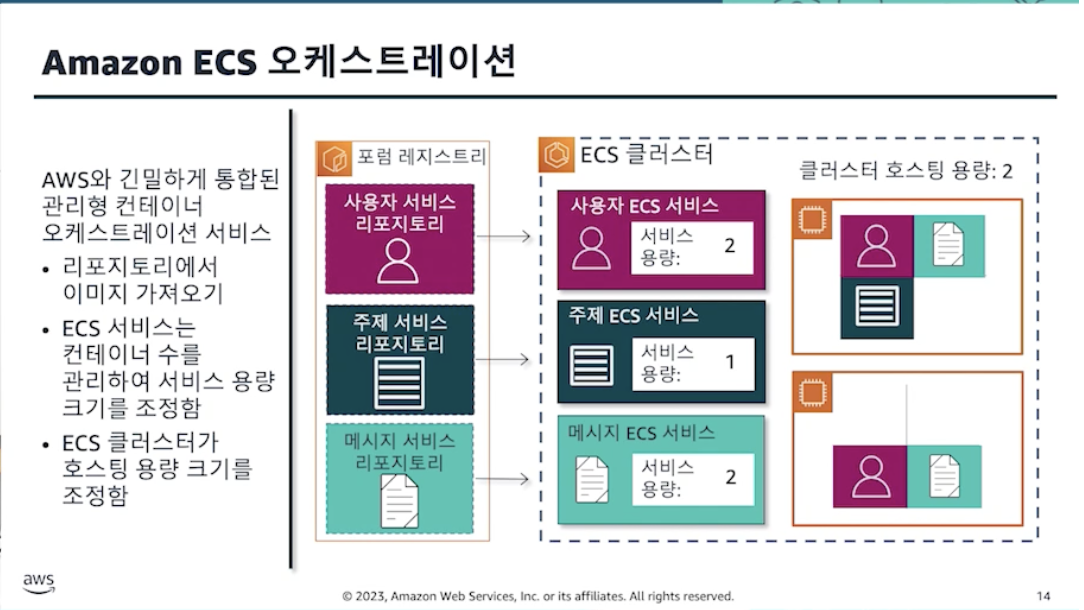 Amazon ECS 오케스트레이션
AWS와 긴밀하게 통합된
관리형 컨테이너
오케스트레이션 서비스
• 리포지토리에서
이미지 가져오기
• ECS 서비스는
컨테이너 수를
관리하여 서비스 용량
크기를 조정함
• ECS 클러스터가
호스팅 용량 크기를
조정함
포럼 레지스트리
사용자 서비스
리포지토리
주제 서비스
리포지토리
메시지 서비스
리포지토리
ECS 클러스터
사용자 ECS 서비스
서비스
용량:
2
주제 ECS 서비스
서비스
용량:
1
메시지 ECS 서비스
서비스
용량:
2
클러스터 호스팅 용량: 2
aws
© 2023, Amazon Web Services, Inc. or its affiliates. All rights reserved.
14